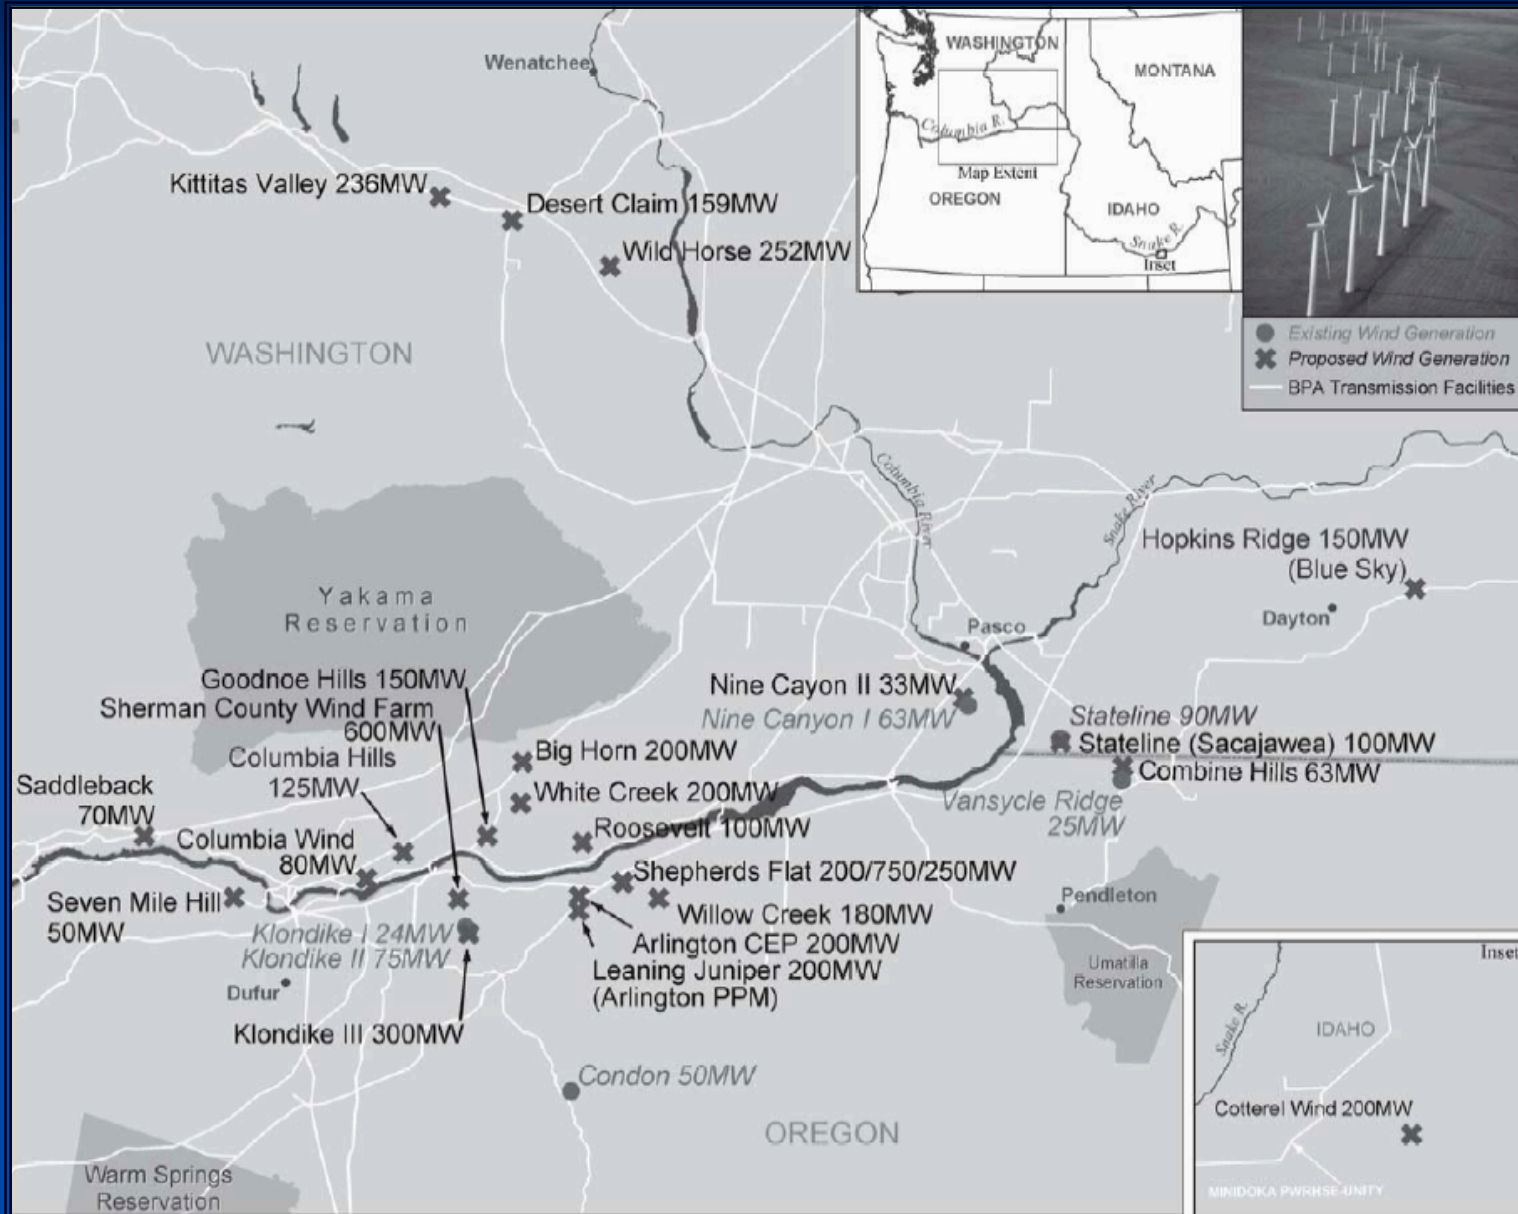 Wenatchee
WASHINGTON
MONTANA
Columbia R.
Map Extent
OREGON
IDAHO
Snake R.
Inset
Existing Wind Generation
Proposed Wind Generation
BPA Transmission Facilities
Kittitas Valley 236MW
Desert Claim 159MW
Wild Horse 252MW
WASHINGTON
Columbia River
Snake River
Hopkins Ridge 150MW
(Blue Sky)
Dayton
Yakama
Reservation
Pasco
Goodnoe Hills 150MW
Sherman County Wind Farm
600MW
Nine Cayon II 33MW
Nine Canyon I 63MW
Stateline 90MW
Stateline (Sacajawea) 100MW
Combine Hills 63MW
Vansycle Ridge
25MW
Big Horn 200MW
White Creek 200MW
Roosevelt 100MW
Columbia Hills
125MW
Saddleback
70MW
Columbia Wind
80MW
Seven Mile Hill
50MW
Shepherds Flat 200/750/250MW
Willow Creek 180MW
Arlington CEP 200MW
Leaning Juniper 200MW
(Arlington PPM)
Klondike I 24MW
Klondike II 75MW
Dufur
Klondike III 300MW
Pendleton
Umatilla
Reservation
Condon 50MW
OREGON
Warm Springs
Reservation
Inset
Snake R.
IDAHO
Cotterel Wind 200MW
MINIDOKA PWRHSE-UNITY